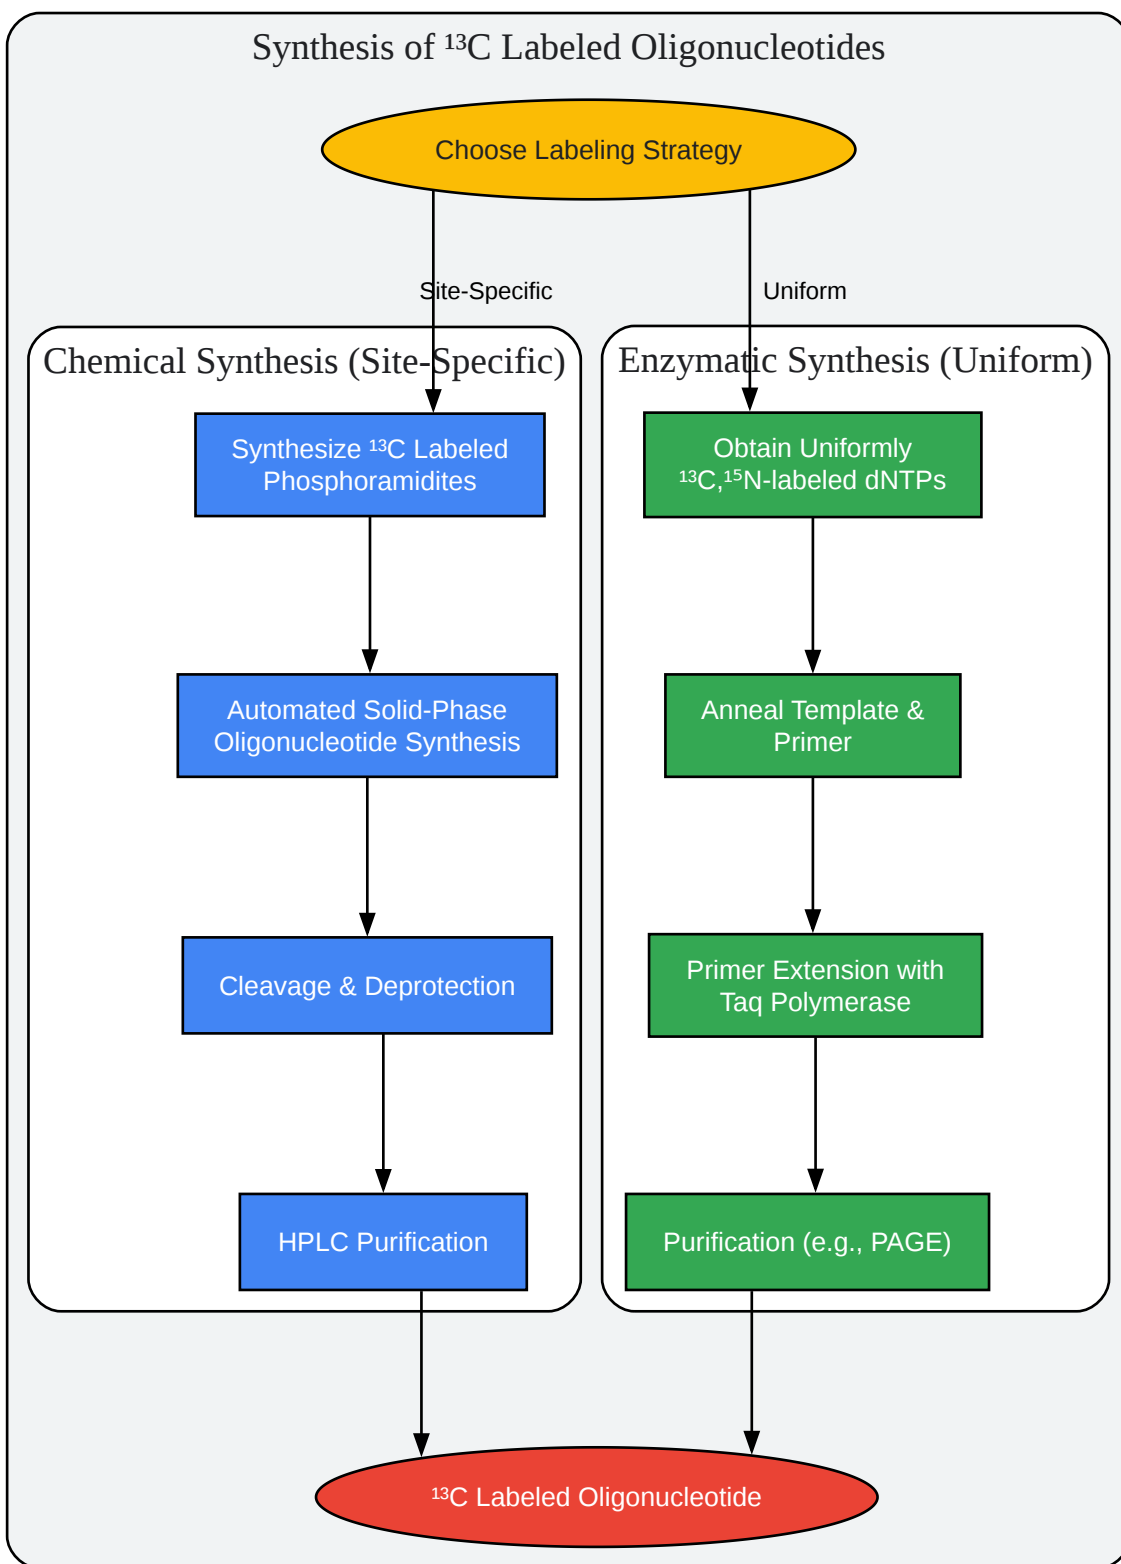 Synthesis of ¹³C Labeled Oligonucleotides
Choose Labeling Strategy
Site-Specific
Uniform
Chemical Synthesis (Site-Specific)
Synthesize ¹³C Labeled
Phosphoramidites
Automated Solid-Phase
Oligonucleotide Synthesis
Cleavage & Deprotection
HPLC Purification
Enzymatic Synthesis (Uniform)
Obtain Uniformly
¹³C,¹⁵N-labeled dNTPs
Anneal Template &
Primer
Primer Extension with
Taq Polymerase
Purification (e.g., PAGE)
¹³C Labeled Oligonucleotide